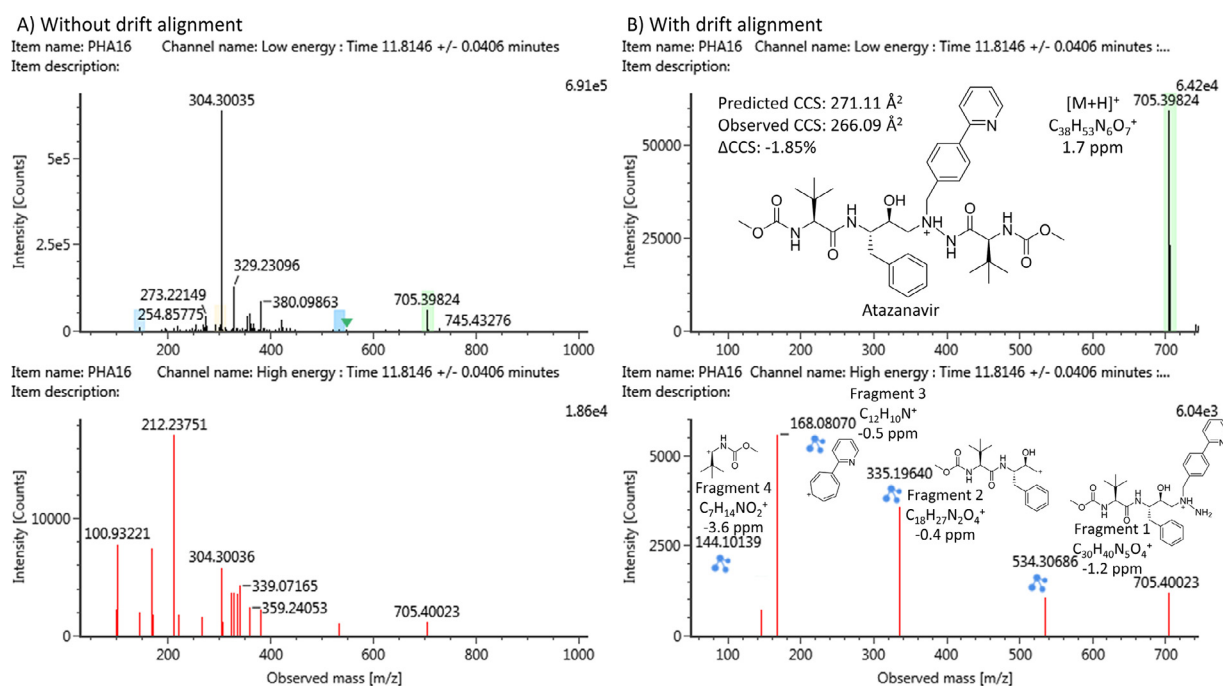 A) Without drift alignment
Item name: PHA16 Channel name: Low energy : Time 11.8146 +/- 0.0406 minutes
Item description:
6.91e5
304.30035
5e5
2.5e5
0
Intensity [Counts]
329.23096
273.22149
254.85775
380.09863
705.39824
745.43276
200
400
600
800
1000
Item name: PHA16 Channel name: High energy : Time 11.8146 +/- 0.0406 minutes
Item description:
1.86e4
212.23751
10000
0
Intensity [Counts]
100.93221
304.30036
339.07165
359.24053
705.40023
200
400
600
800
1000
Observed mass [m/z]
B) With drift alignment
Item name: PHA16 Channel name: Low energy : Time 11.8146 +/- 0.0406 minutes :...
Item description:
6.42e4
705.39824
Predicted CCS: 271.11 Å²
Observed CCS: 266.09 Å²
ΔCCS: -1.85%
[M+H]⁺
C₃₈H₅₃N₆O₇⁺
1.7 ppm
50000
25000
0
Intensity [Counts]
Atazanavir
100
200
300
400
500
600
700
Item name: PHA16 Channel name: High energy : Time 11.8146 +/- 0.0406 minutes :...
Item description:
6.04e3
5000
2500
0
Intensity [Counts]
Fragment 3
C₁₂H₁₀N⁺
-0.5 ppm
168.08070
Fragment 4
C₇H₁₄NO₂⁺
-3.6 ppm
144.10139
335.19640
Fragment 2
C₁₈H₂₇N₂O₄⁺
-0.4 ppm
Fragment 1
C₃₀H₄₀N₅O₄⁺
-1.2 ppm
534.30686
705.40023
100
200
300
400
500
600
700
Observed mass [m/z]